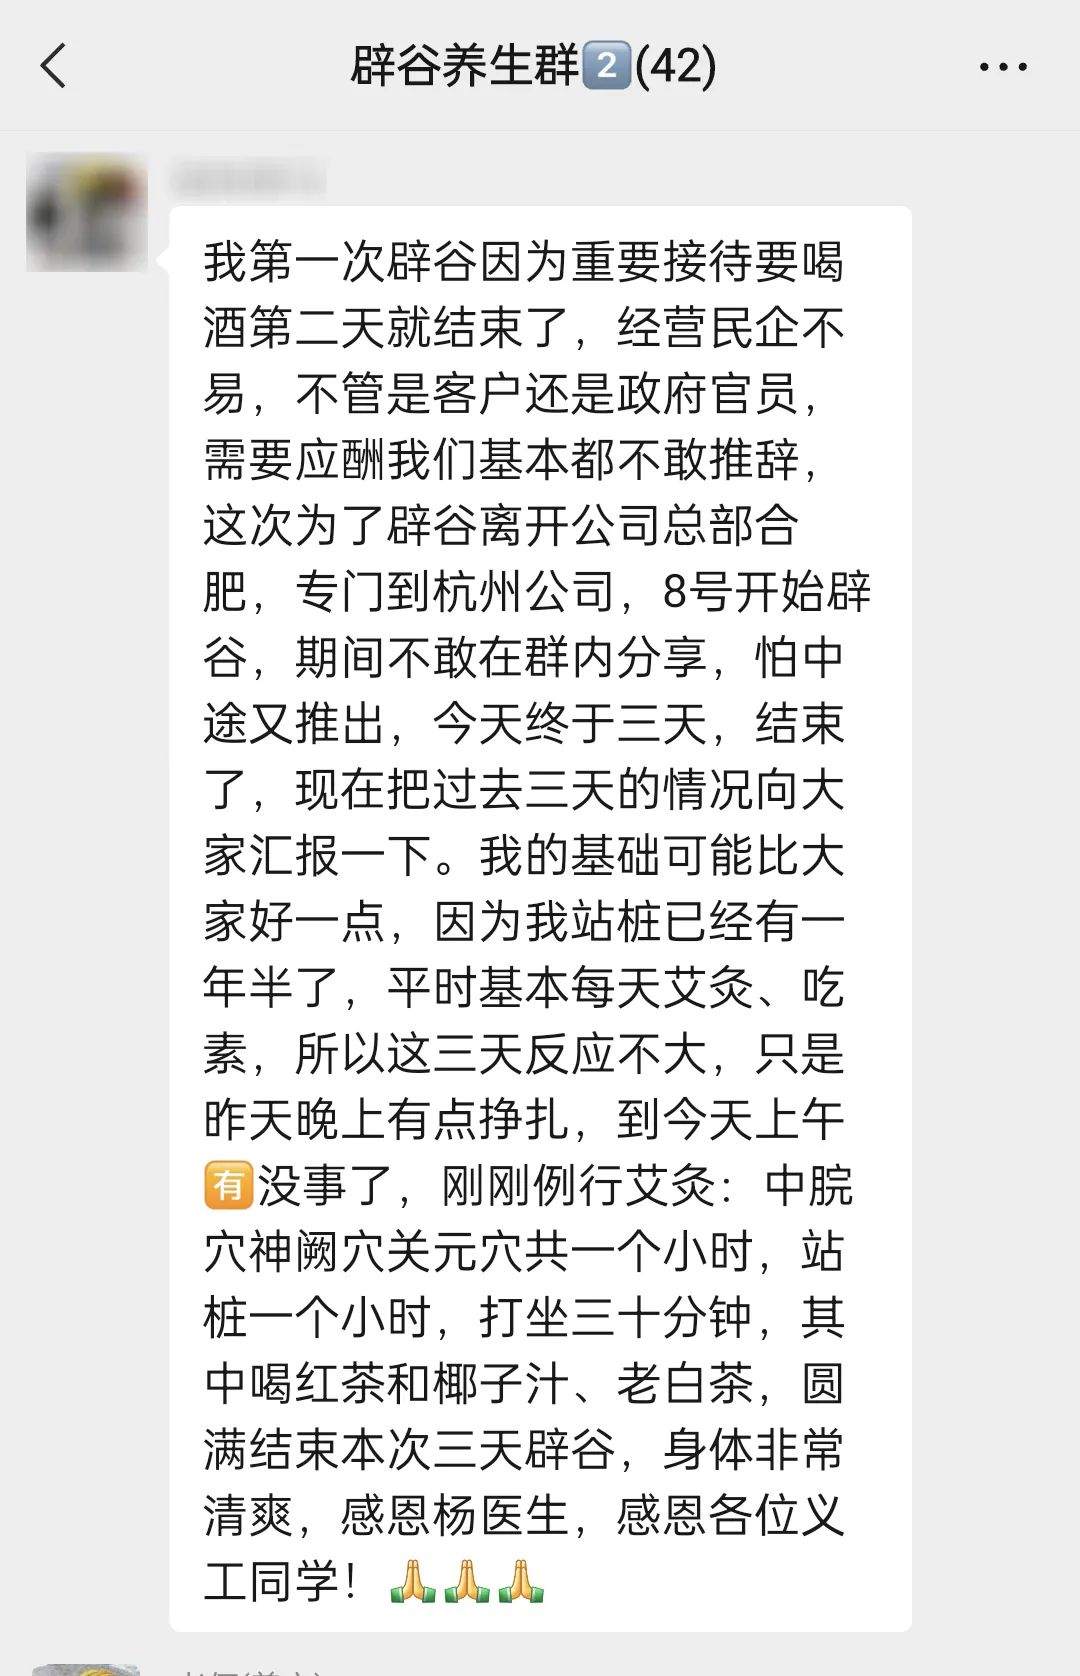 辟谷养生群2️⃣(42)
我第一次辟谷因为重要接待要喝
酒第二天就结束了，经营民企不
易，不管是客户还是政府官员，
需要应酬我们基本都不敢推辞，
这次为了辟谷离开公司总部合
肥，专门到杭州公司，8号开始辟
谷，期间不敢在群内分享，怕中
途又推出，今天终于三天，结束
了，现在把过去三天的情况向大
家汇报一下。我的基础可能比大
家好一点，因为我站桩已经有一
年半了，平时基本每天艾灸、吃
素，所以这三天反应不大，只是
昨天晚上有点挣扎，到今天上午
🈶没事了，刚刚例行艾灸：中脘
穴神阙穴关元穴共一个小时，站
桩一个小时，打坐三十分钟，其
中喝红茶和椰子汁、老白茶，圆
满结束本次三天辟谷，身体非常
清爽，感恩杨医生，感恩各位义
工同学！🙏🙏🙏